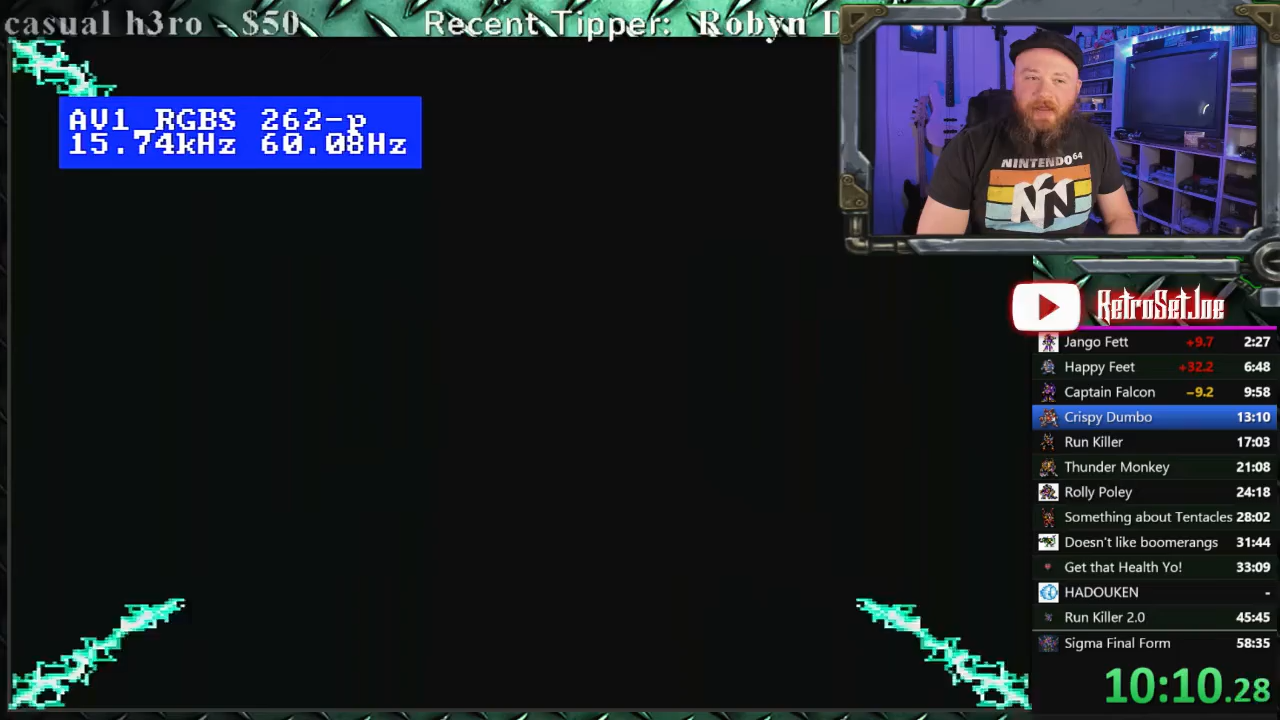 casual h3ro $50 Recent Tipper: Robyn D
AV1 RGBS 262-p
15.74kHz 60.08Hz
NINTENDO64
RetroSetJoe
Jango Fett +9.7 2:27
Happy Feet +32.2 6:48
Captain Falcon −9.2 9:58
Crispy Dumbo 13:10
Run Killer 17:03
Thunder Monkey 21:08
Rolly Poley 24:18
Something about Tentacles 28:02
Doesn't like boomerangs 31:44
Get that Health Yo! 33:09
HADOUKEN -
Run Killer 2.0 45:45
Sigma Final Form 58:35
10:10.28